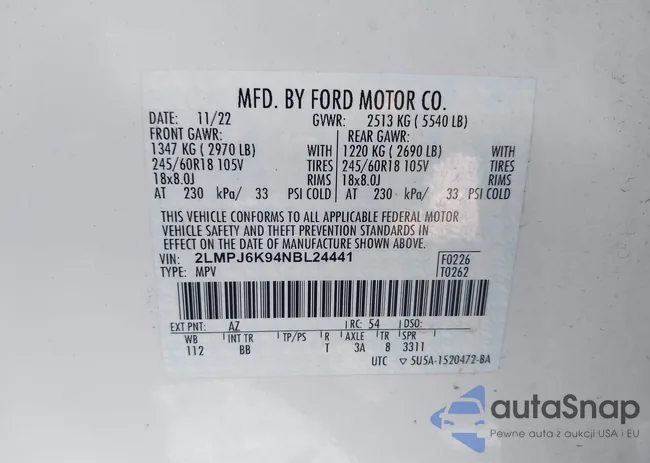 MFD. BY FORD MOTOR CO.
DATE: 11/22 GVWR: 2513 KG ( 5540 LB)
FRONT GAWR: REAR GAWR:
1347 KG ( 2970 LB) WITH 1220 KG ( 2690 LB) WITH
245/60R18 105V TIRES 245/60R18 105V TIRES
18x8.0J RIMS 18x8.0J RIMS
AT 230 kPa/ 33 PSI COLD AT 230 kPa/ 33 PSI COLD
THIS VEHICLE CONFORMS TO ALL APPLICABLE FEDERAL MOTOR
VEHICLE SAFETY AND THEFT PREVENTION STANDARDS IN
EFFECT ON THE DATE OF MANUFACTURE SHOWN ABOVE.
VIN: 2LMPJ6K94NBL24441 F0226
TYPE: MPV T0262
EXT PNT: AZ RC: 54 DSO:
WB INT TR TP/PS R AXLE TR SPR
112 BB T 3A 8 3311
UTC ▽ 5U5A-1520472-BA
autoSnap
Pewne auta z aukcji USA i EU